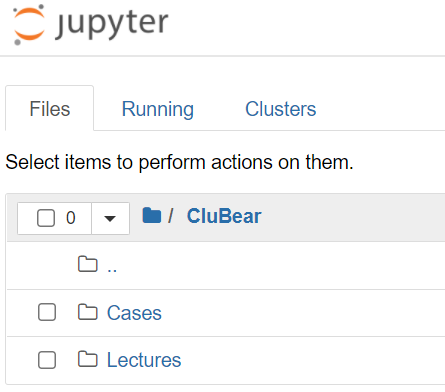 jupyter
Files Running Clusters
Select items to perform actions on them.
0 / CluBear
..
Cases
Lectures